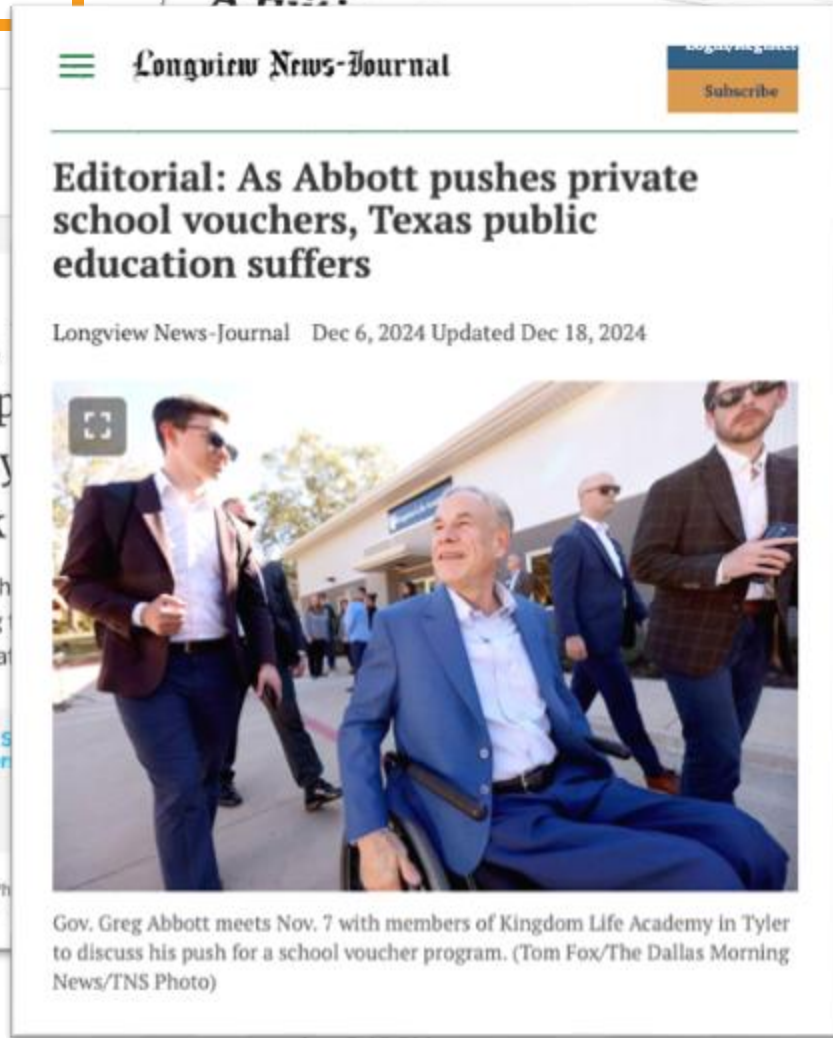 Longview News-Journal
Login/Register
Subscribe
Editorial: As Abbott pushes private
school vouchers, Texas public
education suffers
Longview News-Journal Dec 6, 2024 Updated Dec 18, 2024
Gov. Greg Abbott meets Nov. 7 with members of Kingdom Life Academy in Tyler
to discuss his push for a school voucher program. (Tom Fox/The Dallas Morning
News/TNS Photo)